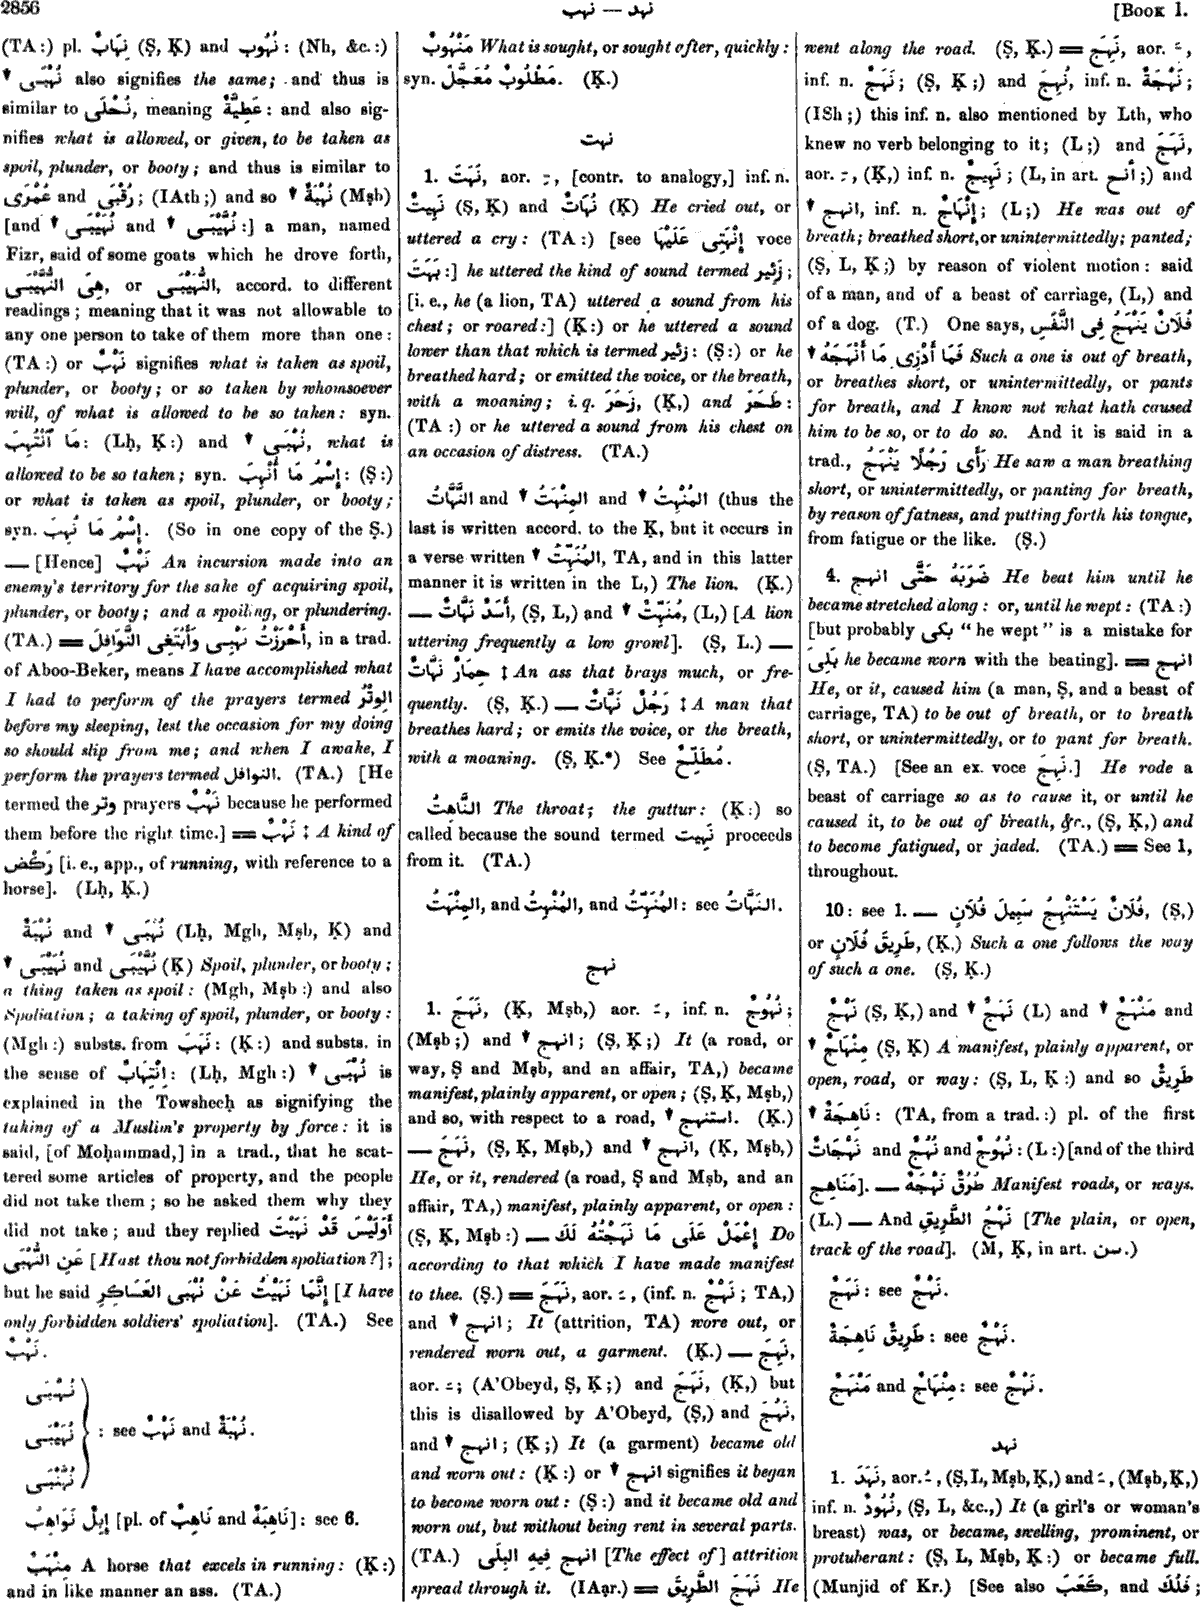 2856
نهب — نهد
[BOOK I.
(TA :) pl. نِهَابٌ (Ṣ, Ḳ) and نُهُوب : (Nh, &c. :)
▼ نُهْبَى also signifies the same; and thus is
similar to نُحْلَى, meaning عَطِيَّةٌ : and also sig-
nifies what is allowed, or given, to be taken as
spoil, plunder, or booty; and thus is similar to
عُمْرَى and رُقْبَى; (IAth ;) and so ▼ نُهْبَةٌ (Mṣb)
[and ▼ نُهَيْبَى and ▼ نُهَّيْبَى :] a man, named
Fizr, said of some goats which he drove forth,
هِىَ النُّهَيْبَى, or النُّهَّيْبَى, accord. to different
readings; meaning that it was not allowable to
any one person to take of them more than one :
(TA :) or نَهْبٌ signifies what is taken as spoil,
plunder, or booty; or so taken by whomsoever
will, of what is allowed to be so taken : syn.
مَا ٱنْتُهِبَ : (Lḥ, Ḳ :) and ▼ نُهْبَى, what is
allowed to be so taken; syn. إِسْمُ مَا أُنْهِبَ : (Ṣ :)
or what is taken as spoil, plunder, or booty;
syn. إِسْمُ مَا نُهِبَ. (So in one copy of the Ṣ.)
— [Hence] نَهْبٌ An incursion made into an
enemy's territory for the sake of acquiring spoil,
plunder, or booty; and a spoiling, or plundering.
(TA.) = أَحْرَزْتُ نَهْبِى وَأَبْتَغِى النَّوَافِلَ, in a trad.
of Aboo-Beker, means I have accomplished what
I had to perform of the prayers termed الوِتْرُ
before my sleeping, lest the occasion for my doing
so should slip from me; and when I awake, I
perform the prayers termed النوافل. (TA.) [He
termed the وتر prayers نَهْبٌ because he performed
them before the right time.] = نَهْبٌ ‡ A kind of
رَكْض [i. e., app., of running, with reference to a
horse]. (Lḥ, Ḳ.)
نُهْبَةٌ and ▼ نُهْبَى (Lḥ, Mgh, Mṣb, Ḳ) and
▼ نُهَيْبَى and نُهَّيْبَى (Ḳ) Spoil, plunder, or booty;
a thing taken as spoil : (Mgh, Mṣb :) and also
Spoliation; a taking of spoil, plunder, or booty :
(Mgh :) substs. from نَهَبَ : (Ḳ :) and substs. in
the sense of اِنْتِهَابٌ : (Lḥ, Mgh :) ▼ نُهْبَى is
explained in the Towsheeḥ as signifying the
taking of a Muslim's property by force : it is
said, [of Moḥammad,] in a trad., that he scat-
tered some articles of property, and the people
did not take them; so he asked them why they
did not take; and they replied أَوَلَيْسَ قَدْ نَهَيْتَ
عَنِ النُّهْبَى [Hast thou not forbidden spoliation?];
but he said إِنَّمَا نَهَيْتُ عَنْ نُهْبَى العَسَاكِرِ [I have
only forbidden soldiers' spoliation]. (TA.) See
نَهْبٌ.
نُهْبَى
نُهَيْبَى : see نَهْبٌ and نُهْبَةٌ.
نُهَّيْبَى
إِبِلٌ نَوَاهِبُ [pl. of نَاهِبٌ and نَاهِبَةٌ] : see 6.
مِنْهَبٌ A horse that excels in running : (Ḳ :)
and in like manner an ass. (TA.)
مَنْهُوبٌ What is sought, or sought after, quickly :
syn. مَطْلُوبٌ مُعَجَّلٌ. (Ḳ.)
نهت
1. نَهَتَ, aor. ـِ, [contr. to analogy,] inf. n.
نَهِيتٌ (Ṣ, Ḳ) and نُهَاتٌ (Ḳ) He cried out, or
uttered a cry : (TA :) [see إِنْهَتِى عَلَيْهَا voce
نَهَتَ :] he uttered the kind of sound termed زَئِير;
[i. e., he (a lion, TA) uttered a sound from his
chest; or roared :] (Ḳ :) or he uttered a sound
lower than that which is termed زَئِير : (Ṣ :) or he
breathed hard; or emitted the voice, or the breath,
with a moaning; i. q. زَحَرَ, (Ḳ,) and طَحَرَ :
(TA :) or he uttered a sound from his chest on
an occasion of distress. (TA.)
النَّهَّاتُ and ▼ المِنْهَتُ and ▼ المُنْهِتُ (thus the
last is written accord. to the Ḳ, but it occurs in
a verse written ▼ المُنَهِّتُ, TA, and in this latter
manner it is written in the L,) The lion. (Ḳ.)
— أَسَدٌ نَهَّاتٌ, (Ṣ, L,) and ▼ مُنَهِّتٌ, (L,) [A lion
uttering frequently a low growl]. (Ṣ, L.) —
حِمَارٌ نَهَّاتٌ ‡ An ass that brays much, or fre-
quently. (Ṣ, Ḳ.) — رَجُلٌ نَهَّاتٌ ‡ A man that
breathes hard; or emits the voice, or the breath,
with a moaning. (Ṣ, Ḳ.*) See مُطَلِّحٌ.
النَّاهِتُ The throat; the guttur : (Ḳ :) so
called because the sound termed نَهِيت proceeds
from it. (TA.)
المِنْهَتُ, and المُنْهِتُ, and المُنَهِّتُ : see النَّهَّاتُ.
نهج
1. نَهَجَ, (Ḳ, Mṣb,) aor. ـَ, inf. n. نُهُوجٌ;
(Mṣb;) and ▼ انهج; (Ṣ, Ḳ;) It (a road, or
way, Ṣ and Mṣb, and an affair, TA,) became
manifest, plainly apparent, or open; (Ṣ, Ḳ, Mṣb,)
and so, with respect to a road, ▼ استنهج. (Ḳ.)
— نَهَجَ, (Ṣ, Ḳ, Mṣb,) and ▼ انهج, (Ḳ, Mṣb,)
He, or it, rendered (a road, Ṣ and Mṣb, and an
affair, TA,) manifest, plainly apparent, or open :
(Ṣ, Ḳ, Mṣb :) — إِعْمَلْ عَلَى مَا نَهَجْتُهُ لَكَ Do
according to that which I have made manifest
to thee. (Ṣ.) = نَهَجَ, aor. ـَ, (inf. n. نَهْجٌ; TA,)
and ▼ انهج; It (attrition, TA) wore out, or
rendered worn out, a garment. (Ḳ.) — نَهِجَ,
aor. ـَ; (A'Obeyd, Ṣ, Ḳ;) and نَهَجَ, (Ḳ,) but
this is disallowed by A'Obeyd, (Ṣ,) and نَهُجَ,
and ▼ انهج; (Ḳ;) It (a garment) became old
and worn out : (Ḳ :) or ▼ انهج signifies it began
to become worn out : (Ṣ :) and it became old and
worn out, but without being rent in several parts.
(TA.) انهج فِيهِ البِلَى [The effect of] attrition
spread through it. (IAạr.) = نَهَجَ الطَّرِيقَ He
went along the road. (Ṣ, Ḳ.) = نَهِجَ, aor. ـَ,
inf. n. نَهَجٌ; (Ṣ, Ḳ;) and نُهِجَ, inf. n. نَهْجَةٌ;
(ISh;) this inf. n. also mentioned by Lth, who
knew no verb belonging to it; (L;) and نَهَجَ,
aor. ـِ, (Ḳ,) inf. n. نَهِيجٌ; (L, in art. أنح;) and
▼ انهج, inf. n. إِنْهَاجٌ; (L;) He was out of
breath; breathed short, or unintermittedly; panted;
(Ṣ, L, Ḳ;) by reason of violent motion : said
of a man, and of a beast of carriage, (L,) and
of a dog. (T.) One says, فُلَانٌ يَنْهَجُ فِى النَّفَسِ
▼ فَمَا أَدْرِى مَا أَنْهَجَهُ Such a one is out of breath,
or breathes short, or unintermittedly, or pants
for breath, and I know not what hath caused
him to be so, or to do so. And it is said in a
trad., رَأَى رَجُلًا يَنْهَجُ He saw a man breathing
short, or unintermittedly, or panting for breath,
by reason of fatness, and putting forth his tongue,
from fatigue or the like. (Ṣ.)
4. ضَرَبَهُ حَتَّى انهج He beat him until he
became stretched along : or, until he wept : (TA :)
[but probably بكى "he wept" is a mistake for
بَلِىَ he became worn with the beating]. = انهج
He, or it, caused him (a man, Ṣ, and a beast of
carriage, TA) to be out of breath, or to breath
short, or unintermittedly, or to pant for breath.
(Ṣ, TA.) [See an ex. voce نَهِجَ.] He rode a
beast of carriage so as to cause it, or until he
caused it, to be out of breath, &c., (Ṣ, Ḳ,) and
to become fatigued, or jaded. (TA.) = See 1,
throughout.
10 : see 1. — فُلَانٌ يَسْتَنْهِجُ سَبِيلَ فُلَانٍ, (Ṣ,)
or طَرِيقَ فُلَانٍ, (Ḳ,) Such a one follows the way
of such a one. (Ṣ, Ḳ.)
نَهْجٌ (Ṣ, Ḳ,) and ▼ نَهَجٌ (L) and ▼ مَنْهَجٌ and
▼ مِنْهَاجٌ (Ṣ, Ḳ) A manifest, plainly apparent, or
open, road, or way : (Ṣ, L, Ḳ :) and so طَرِيقٌ
▼ نَاهِجَةٌ : (TA, from a trad. :) pl. of the first
نَهْجَاتٌ and نُهُجٌ and نُهُوجٌ : (L :) [and of the third
مَنَاهِج]. — طُرُقٌ نَهْجَةٌ Manifest roads, or ways.
(L.) — And نَهْجُ الطَّرِيقِ [The plain, or open,
track of the road]. (M, Ḳ, in art. سن.)
نَهَجٌ : see نَهْجٌ.
طَرِيقٌ نَاهِجَةٌ : see نَهْجٌ.
مَنْهَجٌ and مِنْهَاجٌ : see نَهْجٌ.
نهد
1. نَهَدَ, aor. ـُ, (Ṣ, L, Mṣb, Ḳ,) and ـَ, (Mṣb, Ḳ,)
inf. n. نُهُودٌ, (Ṣ, L, &c.,) It (a girl's or woman's
breast) was, or became, swelling, prominent, or
protuberant : (Ṣ, L, Mṣb, Ḳ :) or became full.
(Munjid of Kr.) [See also كَعَبَ, and فَلَكَ;